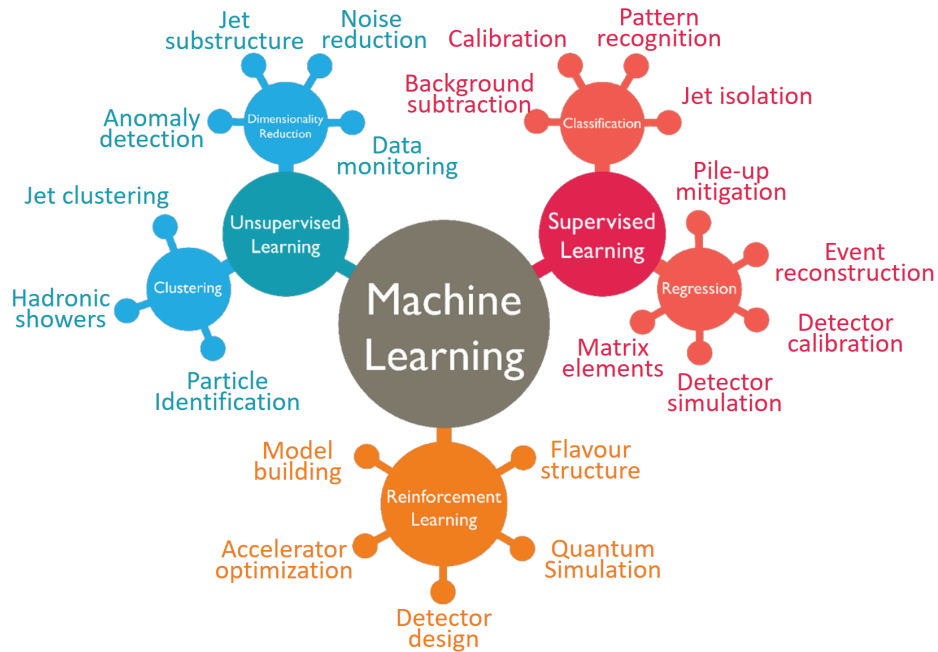 Jet
substructure
Noise
reduction
Anomaly
detection
Dimensionality
Reduction
Data
monitoring
Calibration
Pattern
recognition
Background
subtraction
Classification
Jet isolation
Jet clustering
Unsupervised
Learning
Clustering
Hadronic
showers
Particle
Identification
Supervised
Learning
Pile-up
mitigation
Event
reconstruction
Regression
Detector
calibration
Matrix
elements
Detector
simulation
Machine
Learning
Model
building
Flavour
structure
Reinforcement
Learning
Accelerator
optimization
Quantum
Simulation
Detector
design